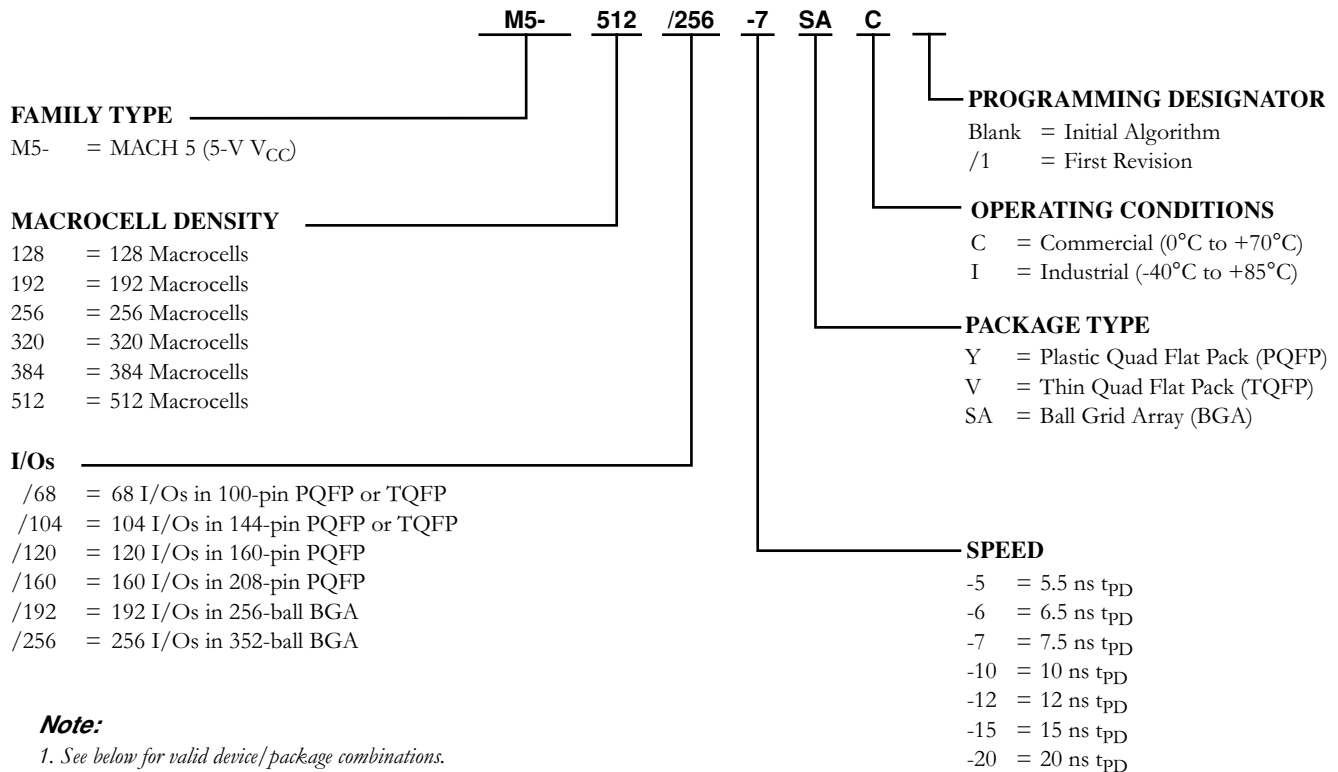 M5- 512 /256 -7 SA C
FAMILY TYPE
M5- = MACH 5 (5-V VCC)
MACROCELL DENSITY
128 = 128 Macrocells
192 = 192 Macrocells
256 = 256 Macrocells
320 = 320 Macrocells
384 = 384 Macrocells
512 = 512 Macrocells
I/Os
/68 = 68 I/Os in 100-pin PQFP or TQFP
/104 = 104 I/Os in 144-pin PQFP or TQFP
/120 = 120 I/Os in 160-pin PQFP
/160 = 160 I/Os in 208-pin PQFP
/192 = 192 I/Os in 256-ball BGA
/256 = 256 I/Os in 352-ball BGA
Note:
1. See below for valid device/package combinations.
PROGRAMMING DESIGNATOR
Blank = Initial Algorithm
/1 = First Revision
OPERATING CONDITIONS
C = Commercial (0°C to +70°C)
I = Industrial (-40°C to +85°C)
PACKAGE TYPE
Y = Plastic Quad Flat Pack (PQFP)
V = Thin Quad Flat Pack (TQFP)
SA = Ball Grid Array (BGA)
SPEED
-5 = 5.5 ns tPD
-6 = 6.5 ns tPD
-7 = 7.5 ns tPD
-10 = 10 ns tPD
-12 = 12 ns tPD
-15 = 15 ns tPD
-20 = 20 ns tPD